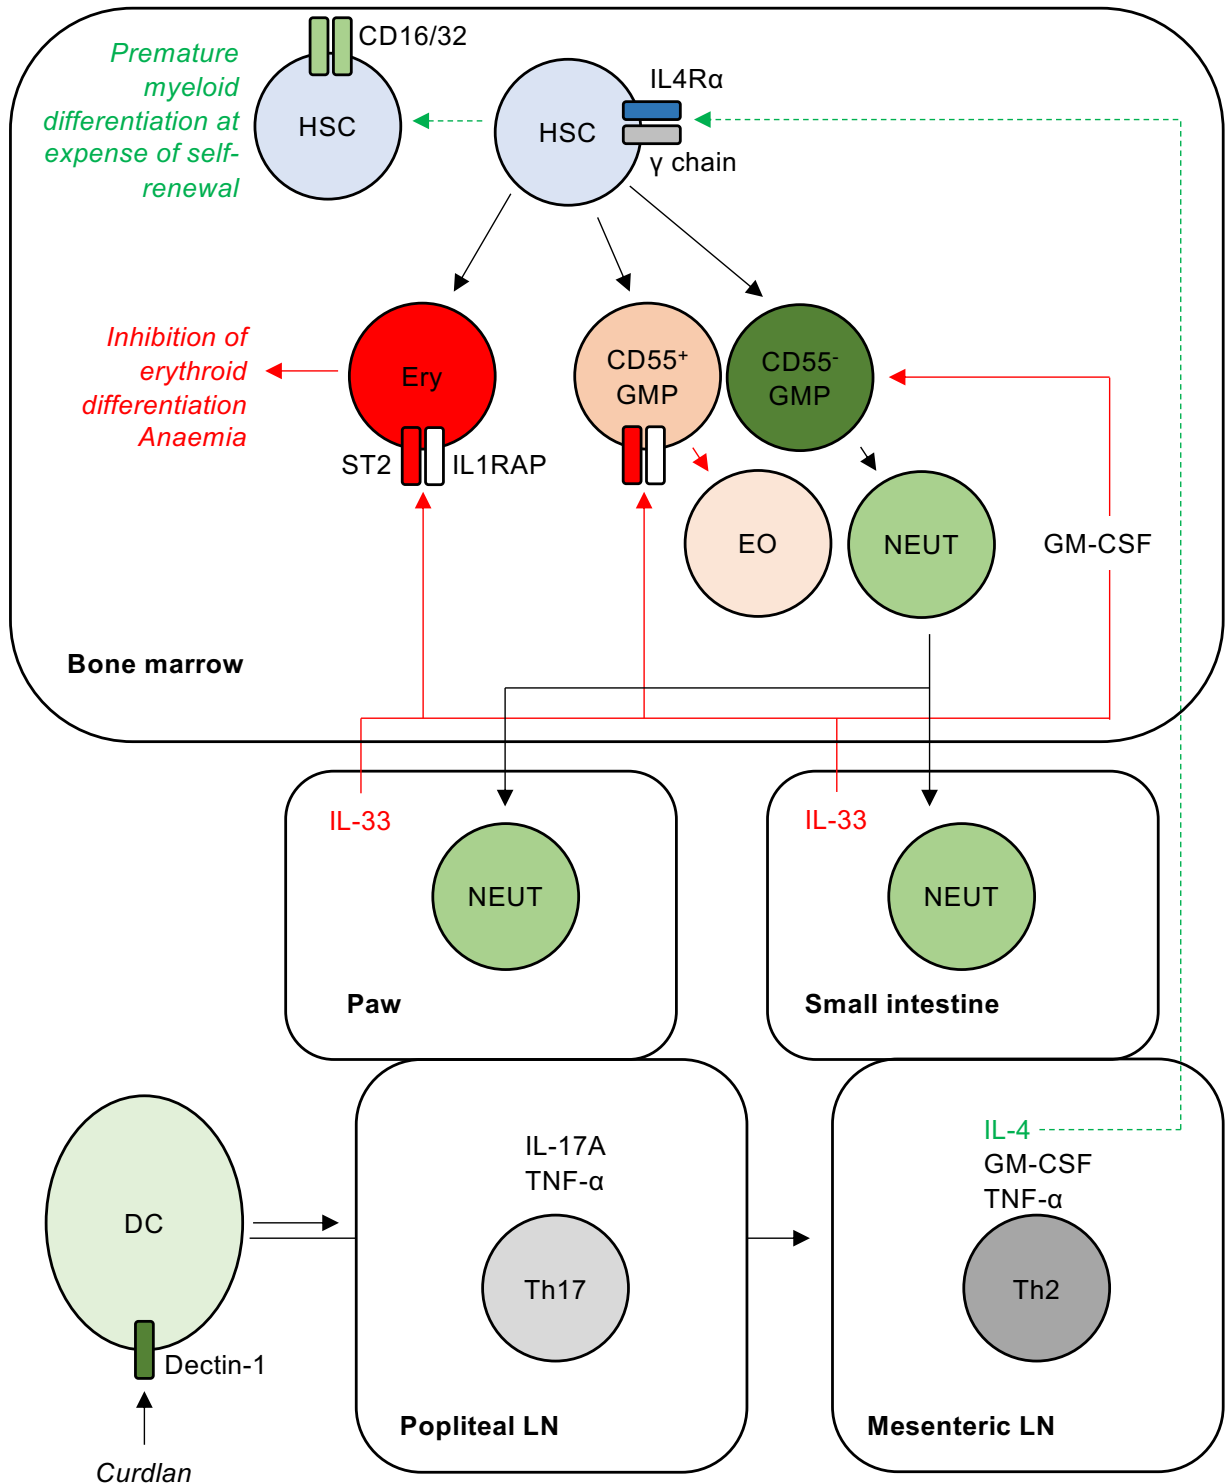 Premature
myeloid
differentiation at
expense of self-
renewal
CD16/32
HSC
HSC
IL4Rα
γ chain
Inhibition of
erythroid
differentiation
Anaemia
Ery
ST2
IL1RAP
CD55⁺
GMP
CD55⁻
GMP
EO
NEUT
GM-CSF
Bone marrow
IL-33
NEUT
Paw
IL-33
NEUT
Small intestine
DC
Dectin-1
Curdlan
IL-17A
TNF-α
Th17
Popliteal LN
IL-4
GM-CSF
TNF-α
Th2
Mesenteric LN